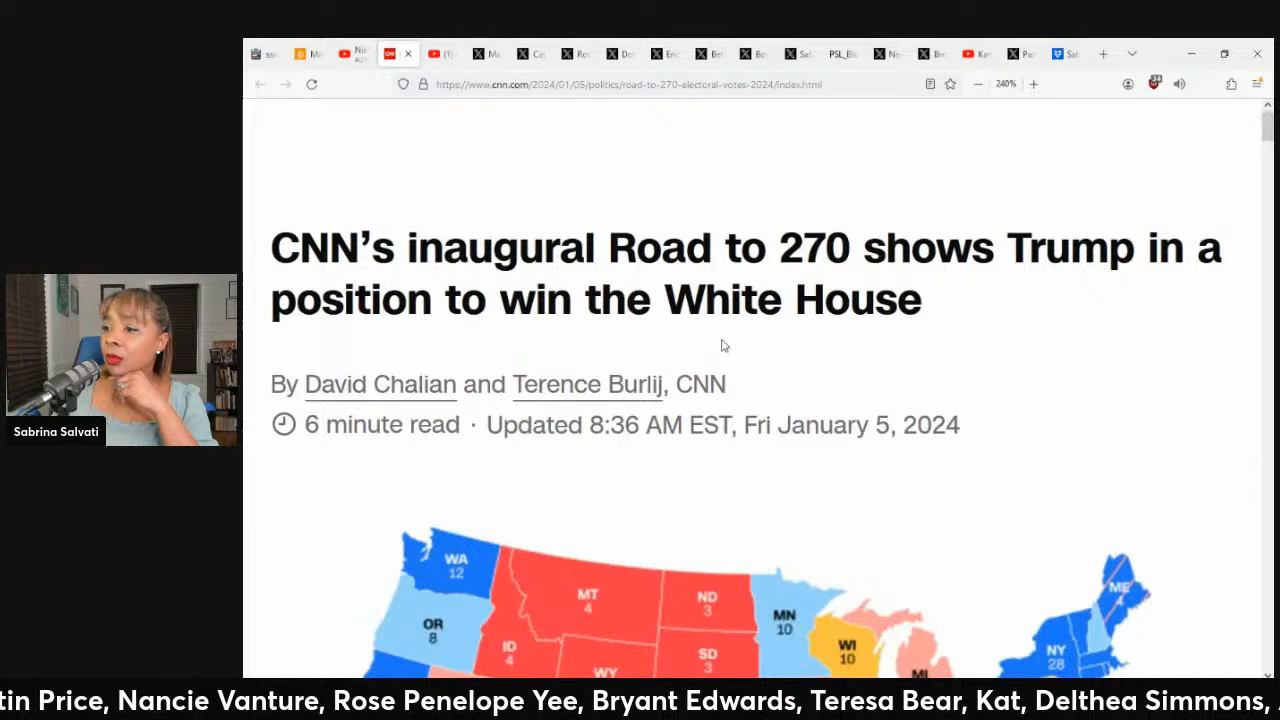 https://www.cnn.com/2024/01/05/politics/road-to-270-electoral-votes-2024/index.html
240%
CNN's inaugural Road to 270 shows Trump in a
position to win the White House
By David Chalian and Terence Burlij, CNN
6 minute read · Updated 8:36 AM EST, Fri January 5, 2024
Sabrina Salvati
WA
12
MT
4
ND
3
MN
10
ME
OR
8
ID
4
SD
3
WI
10
NY
28
WY
MI
tin Price, Nancie Vanture, Rose Penelope Yee, Bryant Edwards, Teresa Bear, Kat, Delthea Simmons,